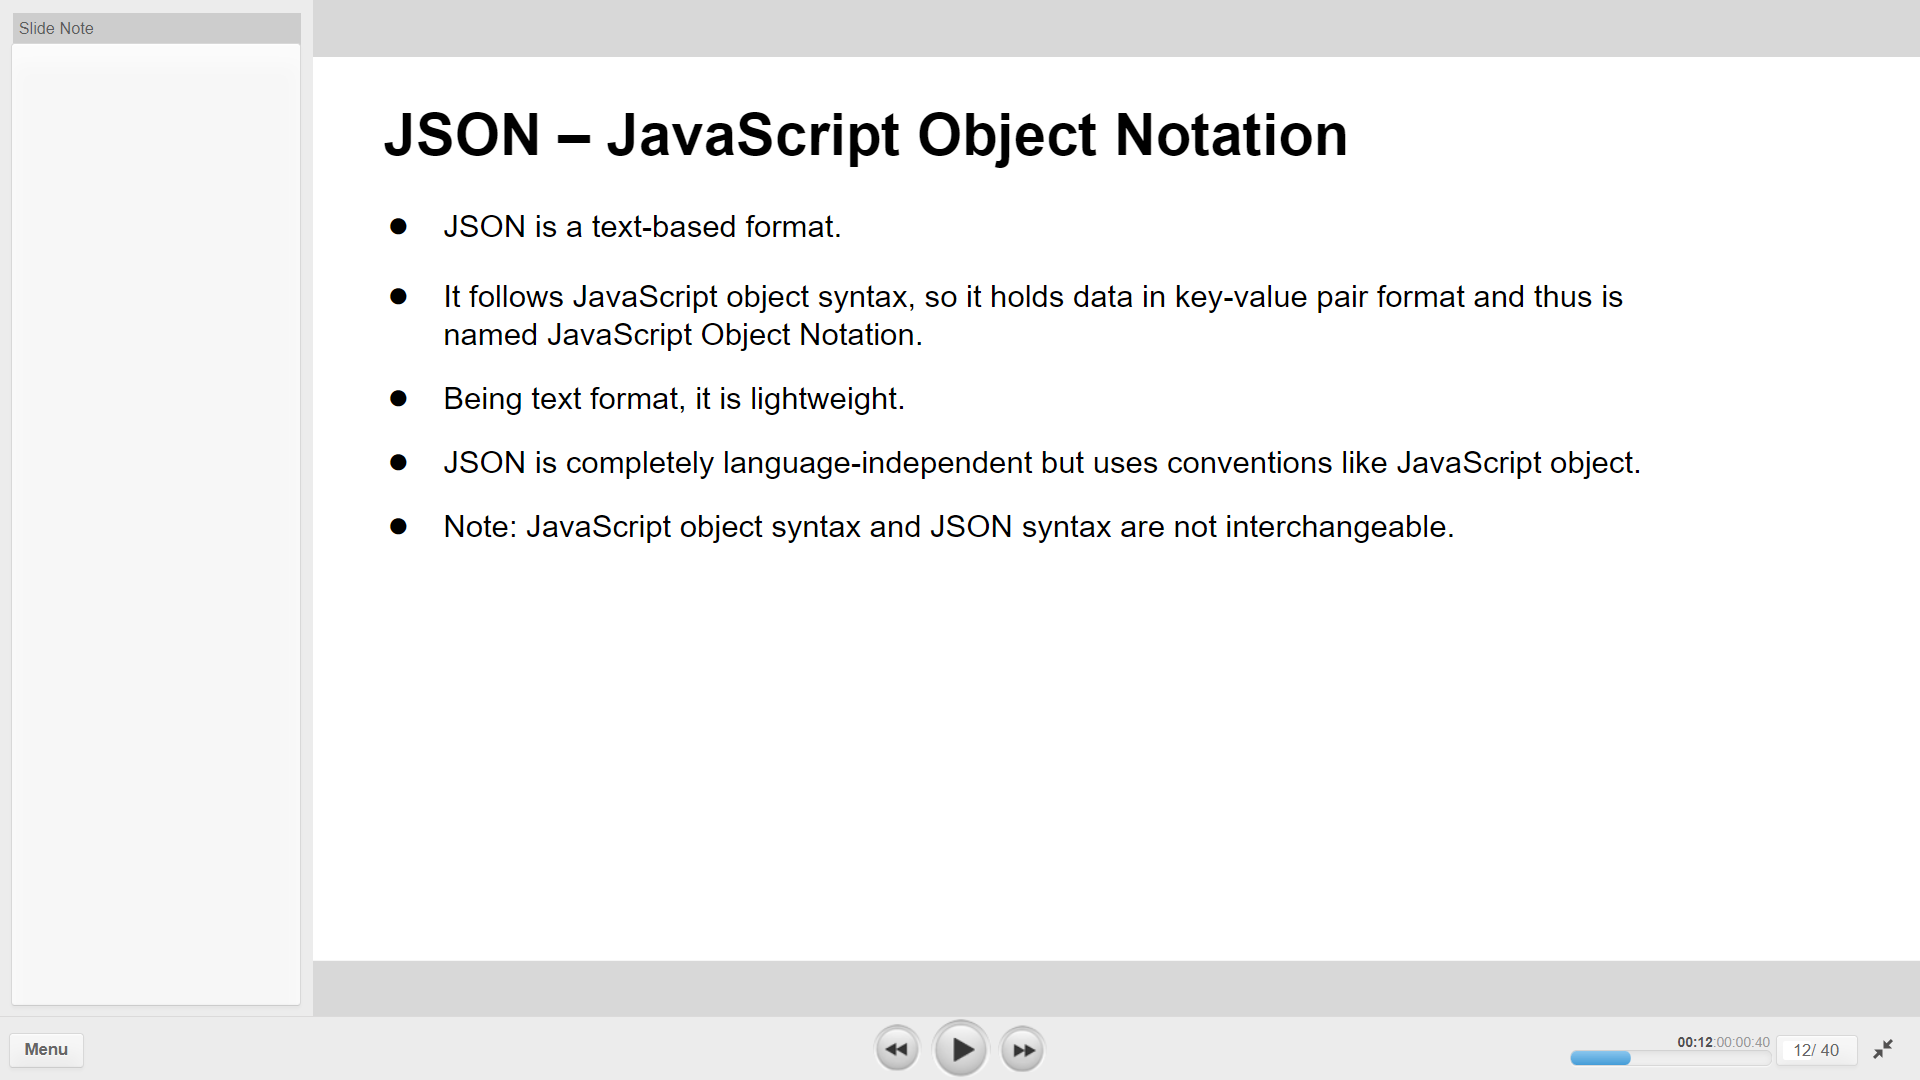 Slide Note
JSON – JavaScript Object Notation
● JSON is a text-based format.
● It follows JavaScript object syntax, so it holds data in key-value pair format and thus is
named JavaScript Object Notation.
● Being text format, it is lightweight.
● JSON is completely language-independent but uses conventions like JavaScript object.
● Note: JavaScript object syntax and JSON syntax are not interchangeable.
Menu
00:12:00:00:40
12/ 40